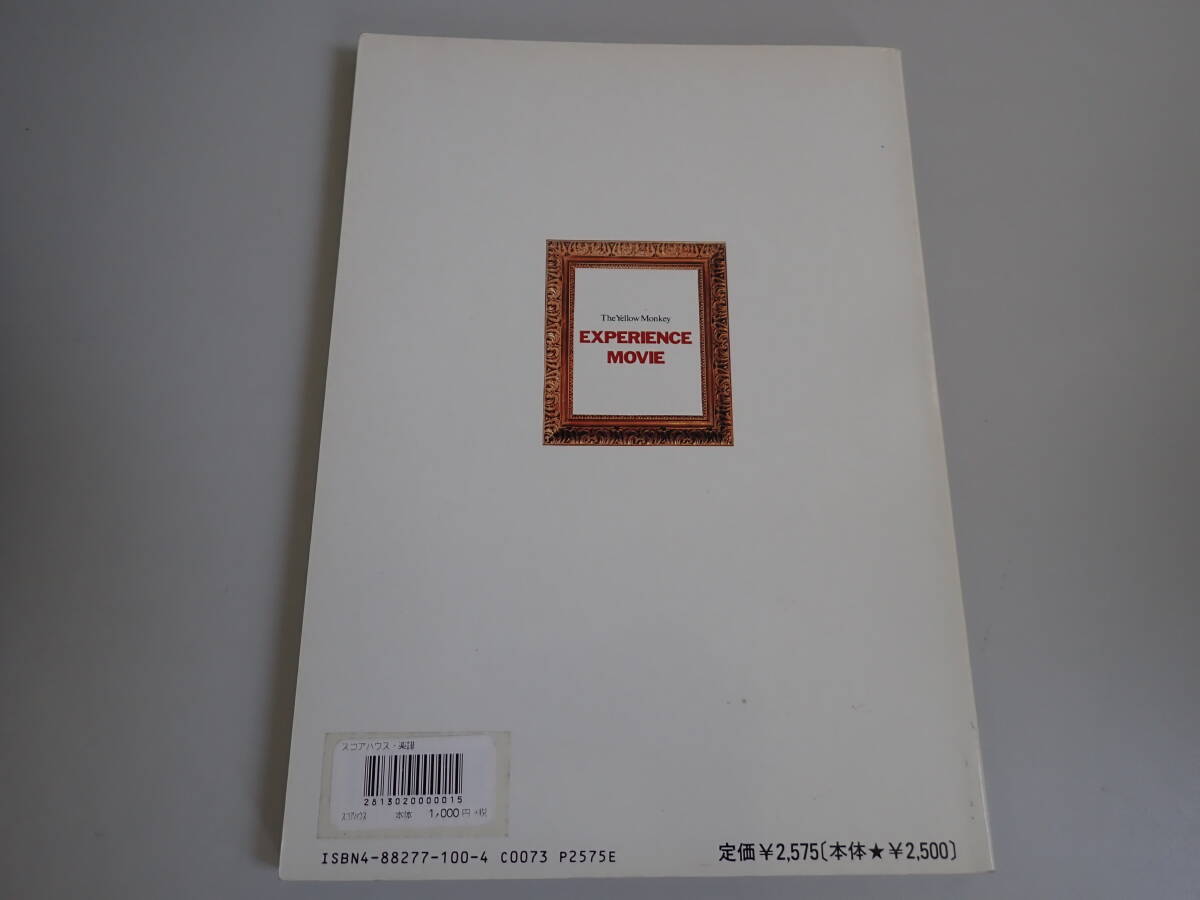 The Yellow Monkey
EXPERIENCE
MOVIE
スコアハウス・楽譜
2813020000015
スコアハウス 本体 1,000円+税
ISBN4-88277-100-4 C0073 P2575E
定価¥2,575〔本体★¥2,500〕